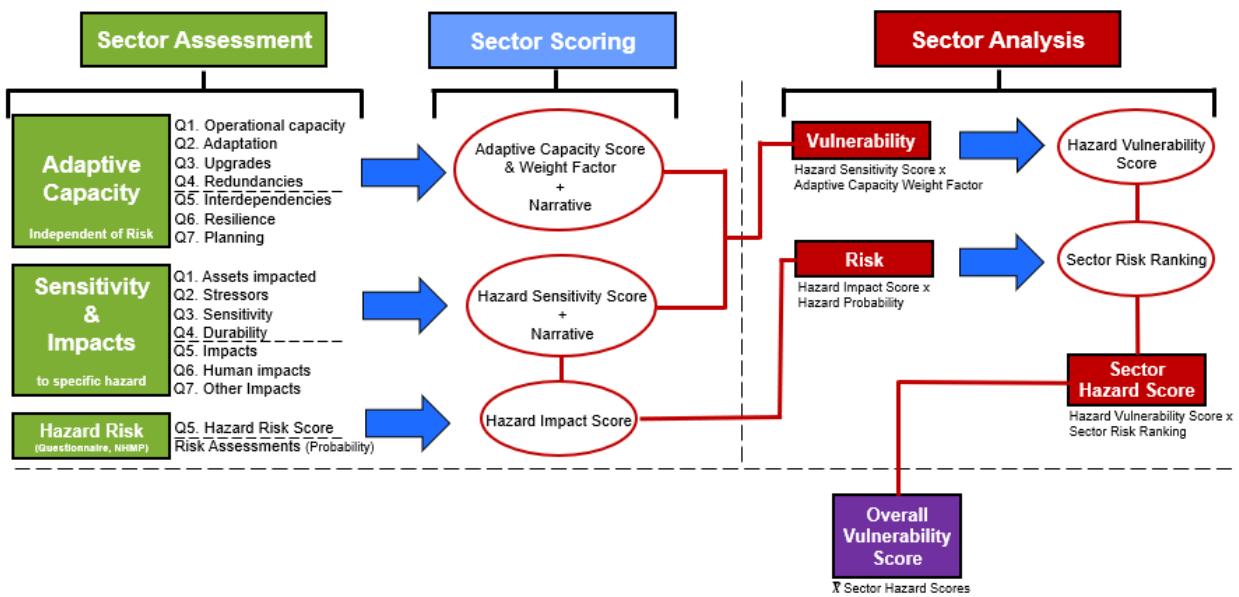 Sector Assessment
Sector Scoring
Sector Analysis
Adaptive
Capacity
Independent of Risk
Q1. Operational capacity
Q2. Adaptation
Q3. Upgrades
Q4. Redundancies
Q5. Interdependencies
Q6. Resilience
Q7. Planning
Adaptive Capacity Score
& Weight Factor
+
Narrative
Vulnerability
Hazard Sensitivity Score x
Adaptive Capacity Weight Factor
Hazard Vulnerability
Score
Sensitivity
&
Impacts
to specific hazard
Q1. Assets impacted
Q2. Stressors
Q3. Sensitivity
Q4. Durability
Q5. Impacts
Q6. Human impacts
Q7. Other Impacts
Hazard Sensitivity Score
+
Narrative
Risk
Hazard Impact Score x
Hazard Probability
Sector Risk Ranking
Hazard Risk
(Questionnaire, NHMP)
Q5. Hazard Risk Score
Risk Assessments (Probability)
Hazard Impact Score
Sector
Hazard Score
Hazard Vulnerability Score x
Sector Risk Ranking
Overall
Vulnerability
Score
x̄ Sector Hazard Scores